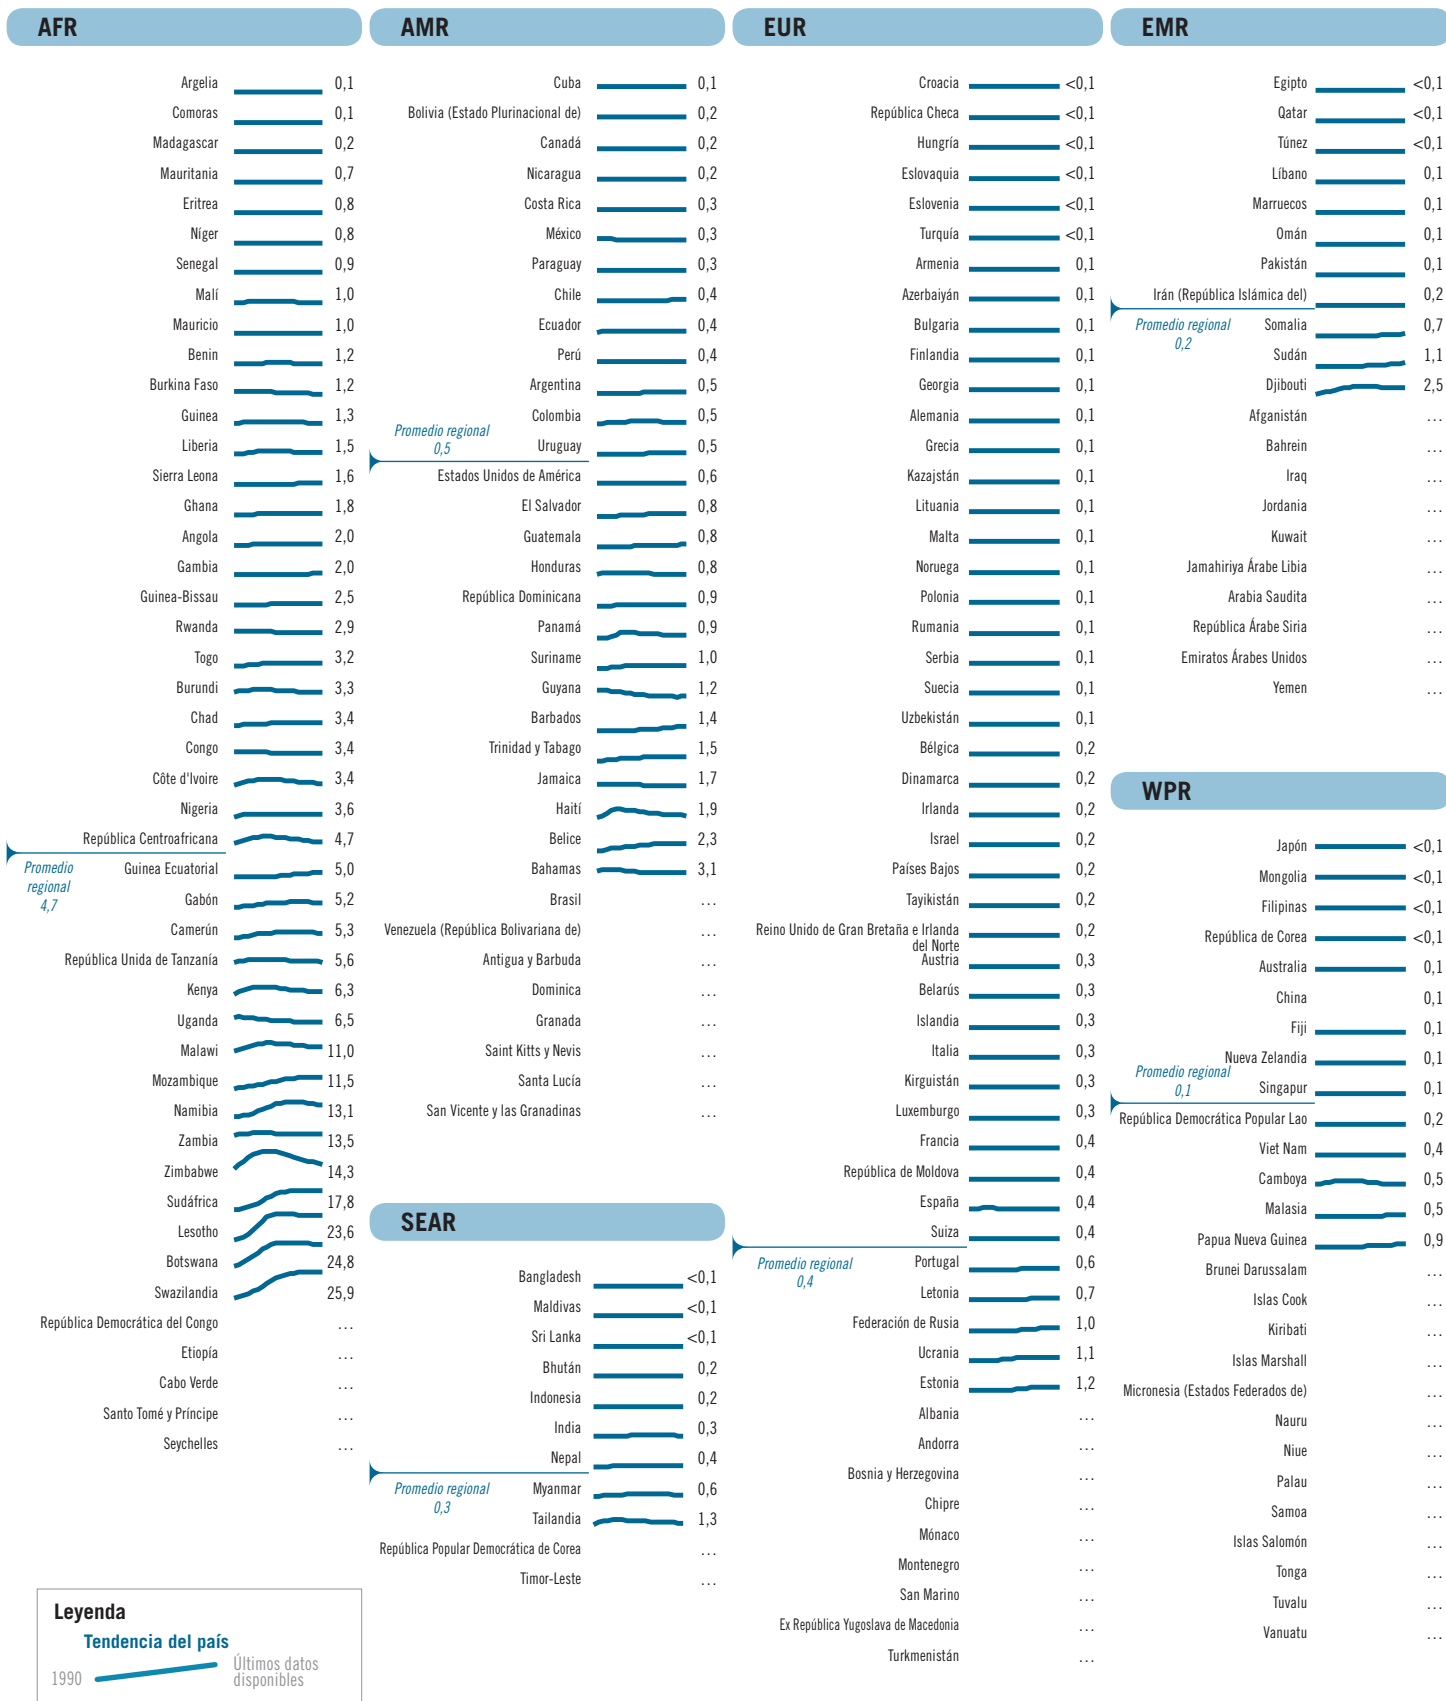 AFR
Argelia 0,1
Comoras 0,1
Madagascar 0,2
Mauritania 0,7
Eritrea 0,8
Níger 0,8
Senegal 0,9
Malí 1,0
Mauricio 1,0
Benin 1,2
Burkina Faso 1,2
Guinea 1,3
Liberia 1,5
Sierra Leona 1,6
Ghana 1,8
Angola 2,0
Gambia 2,0
Guinea-Bissau 2,5
Rwanda 2,9
Togo 3,2
Burundi 3,3
Chad 3,4
Congo 3,4
Côte d'Ivoire 3,4
Nigeria 3,6
República Centroafricana 4,7
Promedio
regional
4,7
Guinea Ecuatorial 5,0
Gabón 5,2
Camerún 5,3
República Unida de Tanzanía 5,6
Kenya 6,3
Uganda 6,5
Malawi 11,0
Mozambique 11,5
Namibia 13,1
Zambia 13,5
Zimbabwe 14,3
Sudáfrica 17,8
Lesotho 23,6
Botswana 24,8
Swazilandia 25,9
República Democrática del Congo ...
Etiopía ...
Cabo Verde ...
Santo Tomé y Príncipe ...
Seychelles ...
Leyenda
Tendencia del país
1990
Últimos datos
disponibles
AMR
Cuba 0,1
Bolivia (Estado Plurinacional de) 0,2
Canadá 0,2
Nicaragua 0,2
Costa Rica 0,3
México 0,3
Paraguay 0,3
Chile 0,4
Ecuador 0,4
Perú 0,4
Argentina 0,5
Colombia 0,5
Promedio regional
0,5
Uruguay 0,5
Estados Unidos de América 0,6
El Salvador 0,8
Guatemala 0,8
Honduras 0,8
República Dominicana 0,9
Panamá 0,9
Suriname 1,0
Guyana 1,2
Barbados 1,4
Trinidad y Tabago 1,5
Jamaica 1,7
Haití 1,9
Belice 2,3
Bahamas 3,1
Brasil ...
Venezuela (República Bolivariana de) ...
Antigua y Barbuda ...
Dominica ...
Granada ...
Saint Kitts y Nevis ...
Santa Lucía ...
San Vicente y las Granadinas ...
SEAR
Bangladesh <0,1
Maldivas <0,1
Sri Lanka <0,1
Bhután 0,2
Indonesia 0,2
India 0,3
Nepal 0,4
Promedio regional
0,3
Myanmar 0,6
Tailandia 1,3
República Popular Democrática de Corea ...
Timor-Leste ...
EUR
Croacia <0,1
República Checa <0,1
Hungría <0,1
Eslovaquia <0,1
Eslovenia <0,1
Turquía <0,1
Armenia 0,1
Azerbaiyán 0,1
Bulgaria 0,1
Finlandia 0,1
Georgia 0,1
Alemania 0,1
Grecia 0,1
Kazajstán 0,1
Lituania 0,1
Malta 0,1
Noruega 0,1
Polonia 0,1
Rumania 0,1
Serbia 0,1
Suecia 0,1
Uzbekistán 0,1
Bélgica 0,2
Dinamarca 0,2
Irlanda 0,2
Israel 0,2
Países Bajos 0,2
Tayikistán 0,2
Reino Unido de Gran Bretaña e Irlanda 0,2
del Norte
Austria 0,3
Belarús 0,3
Islandia 0,3
Italia 0,3
Kirguistán 0,3
Luxemburgo 0,3
Francia 0,4
República de Moldova 0,4
España 0,4
Suiza 0,4
Promedio regional
0,4
Portugal 0,6
Letonia 0,7
Federación de Rusia 1,0
Ucrania 1,1
Estonia 1,2
Albania ...
Andorra ...
Bosnia y Herzegovina ...
Chipre ...
Mónaco ...
Montenegro ...
San Marino ...
Ex República Yugoslava de Macedonia ...
Turkmenistán ...
EMR
Egipto <0,1
Qatar <0,1
Túnez <0,1
Líbano 0,1
Marruecos 0,1
Omán 0,1
Pakistán 0,1
Irán (República Islámica del) 0,2
Promedio regional
0,2
Somalia 0,7
Sudán 1,1
Djibouti 2,5
Afganistán ...
Bahrein ...
Iraq ...
Jordania ...
Kuwait ...
Jamahiriya Árabe Libia ...
Arabia Saudita ...
República Árabe Siria ...
Emiratos Árabes Unidos ...
Yemen ...
WPR
Japón <0,1
Mongolia <0,1
Filipinas <0,1
República de Corea <0,1
Australia 0,1
China 0,1
Fiji 0,1
Nueva Zelandia 0,1
Promedio regional
0,1
Singapur 0,1
República Democrática Popular Lao 0,2
Viet Nam 0,4
Camboya 0,5
Malasia 0,5
Papua Nueva Guinea 0,9
Brunei Darussalam ...
Islas Cook ...
Kiribati ...
Islas Marshall ...
Micronesia (Estados Federados de) ...
Nauru ...
Niue ...
Palau ...
Samoa ...
Islas Salomón ...
Tonga ...
Tuvalu ...
Vanuatu ...